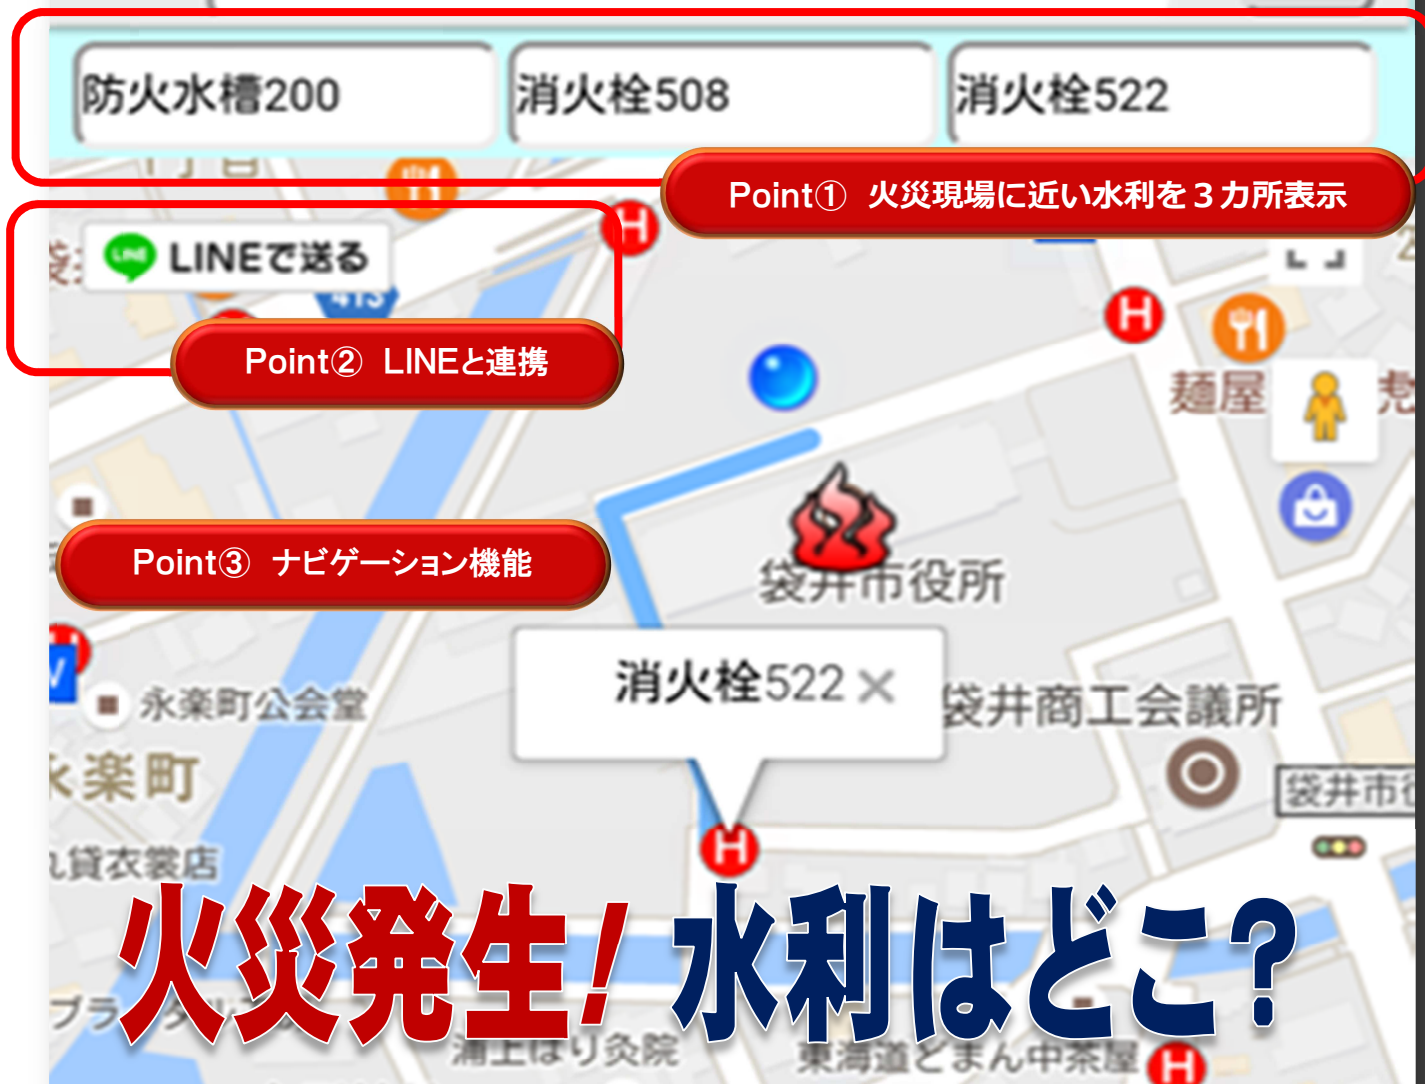 防火水槽200
消火栓508
消火栓522
Point① 火災現場に近い水利を３カ所表示
H
LINE
LINEで送る
413
H
Point② LINEと連携
麺屋
Point③ ナビゲーション機能
袋井市役所
消火栓522 ×
永楽町公会堂
袋井商工会議所
楽町
袋井市
貸衣裳店
H
火災発生！水利はどこ？
浦上はり灸院
東海道どまん中茶屋
H